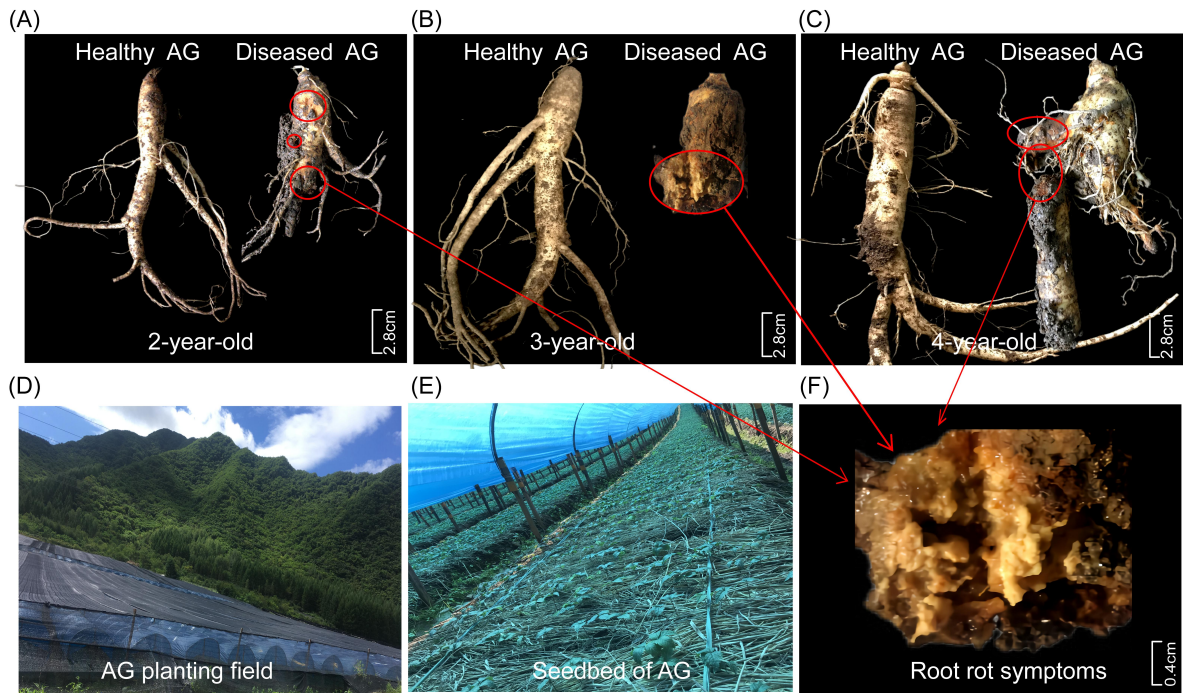 (A)
Healthy AG Diseased AG
2-year-old
2.8cm
(B)
Healthy AG Diseased AG
3-year-old
2.8cm
(C)
Healthy AG Diseased AG
4-year-old
2.8cm
(D)
AG planting field
(E)
Seedbed of AG
(F)
Root rot symptoms
0.4cm